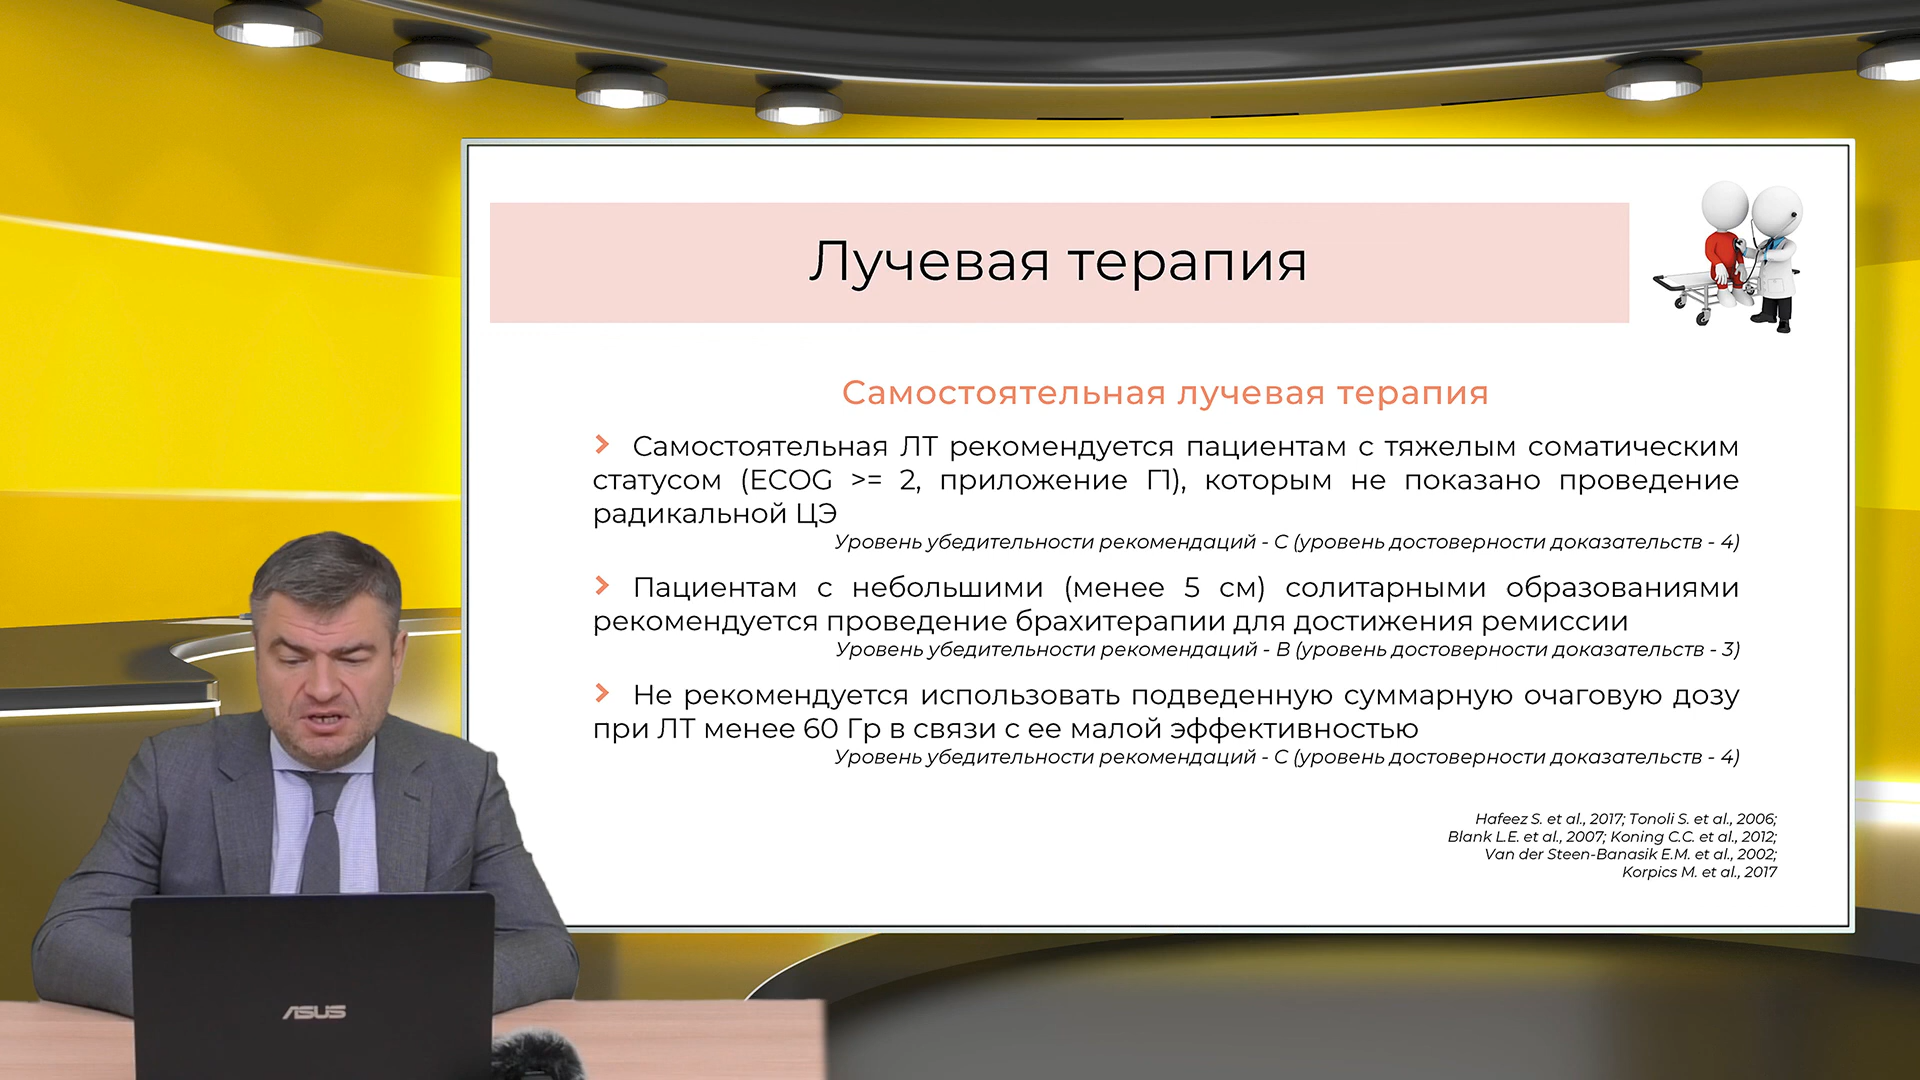 Лучевая терапия
Самостоятельная лучевая терапия
Самостоятельная ЛТ рекомендуется пациентам с тяжелым соматическим
статусом (ECOG >= 2, приложение Г1), которым не показано проведение
радикальной ЦЭ
Уровень убедительности рекомендаций - С (уровень достоверности доказательств - 4)
Пациентам с небольшими (менее 5 см) солитарными образованиями
рекомендуется проведение брахитерапии для достижения ремиссии
Уровень убедительности рекомендаций - В (уровень достоверности доказательств - 3)
Не рекомендуется использовать подведенную суммарную очаговую дозу
при ЛТ менее 60 Гр в связи с ее малой эффективностью
Уровень убедительности рекомендаций - С (уровень достоверности доказательств - 4)
Hafeez S. et al., 2017; Tonoli S. et al., 2006;
Blank L.E. et al., 2007; Koning C.C. et al., 2012;
Van der Steen-Banasik E.M. et al., 2002;
Korpics M. et al., 2017
ASUS